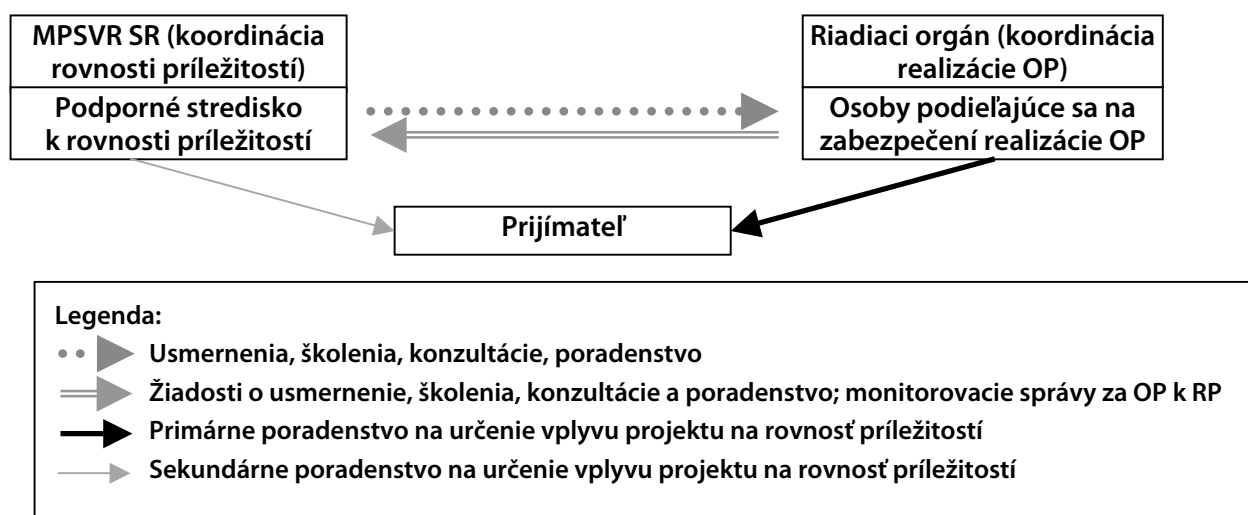 MPSVR SR (koordinácia
rovnosti príležitostí)
Podporné stredisko
k rovnosti príležitostí
Riadiaci orgán (koordinácia
realizácie OP)
Osoby podieľajúce sa na
zabezpečení realizácie OP
Prijímateľ
Legenda:
Usmernenia, školenia, konzultácie, poradenstvo
Žiadosti o usmernenie, školenia, konzultácie a poradenstvo; monitorovacie správy za OP k RP
Primárne poradenstvo na určenie vplyvu projektu na rovnosť príležitostí
Sekundárne poradenstvo na určenie vplyvu projektu na rovnosť príležitostí